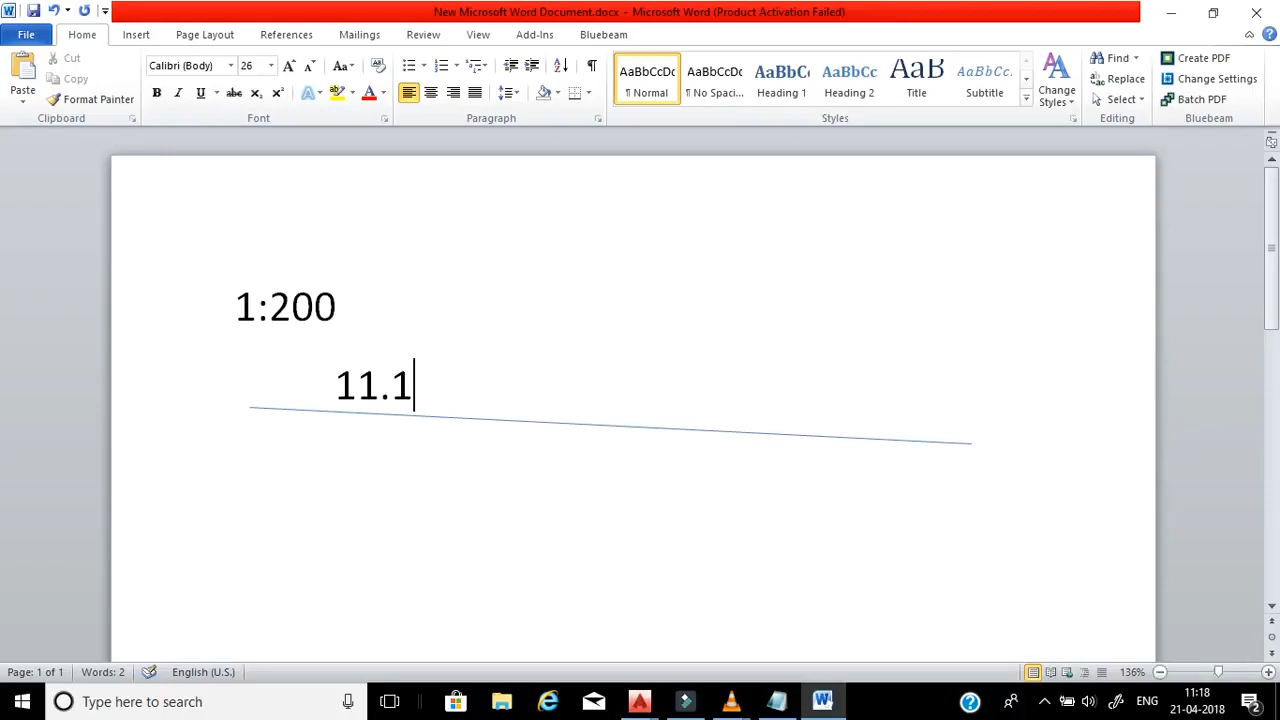 New Microsoft Word Document.docx - Microsoft Word (Product Activation Failed)
File Home Insert Page Layout References Mailings Review View Add-Ins Bluebeam
Paste
Cut
Copy
Format Painter
Clipboard
Calibri (Body) 26
Font
Paragraph
AaBbCcDc AaBbCcDc AaBbCc AaBbCc AaB AaBbCc.
¶ Normal ¶ No Spaci... Heading 1 Heading 2 Title Subtitle
Change Styles
Styles
Find
Replace
Select
Editing
Create PDF
Change Settings
Batch PDF
Bluebeam
1:200
11.1
Page: 1 of 1 Words: 2 English (U.S.) 136%
Type here to search
ENG
11:18
21-04-2018
2